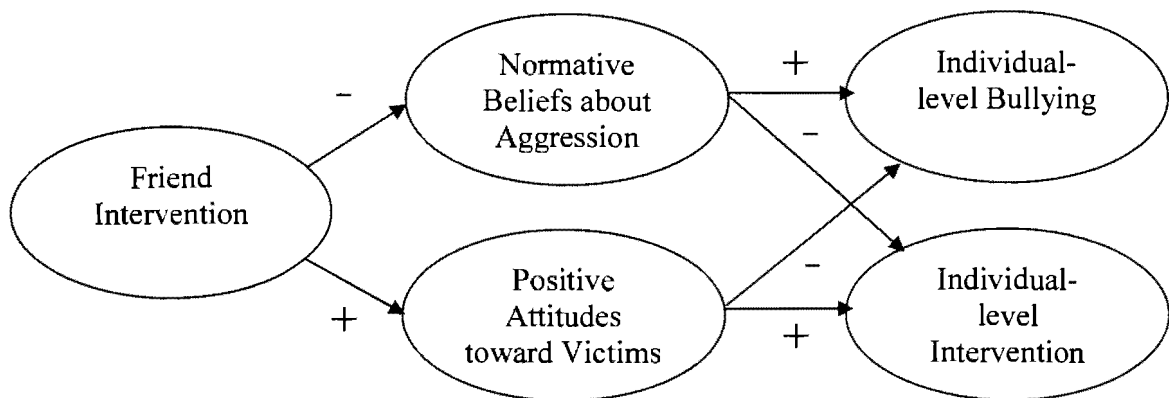 Friend
Intervention
-
+
Normative
Beliefs about
Aggression
Positive
Attitudes
toward Victims
+
-
-
+
Individual-
level Bullying
Individual-
level
Intervention